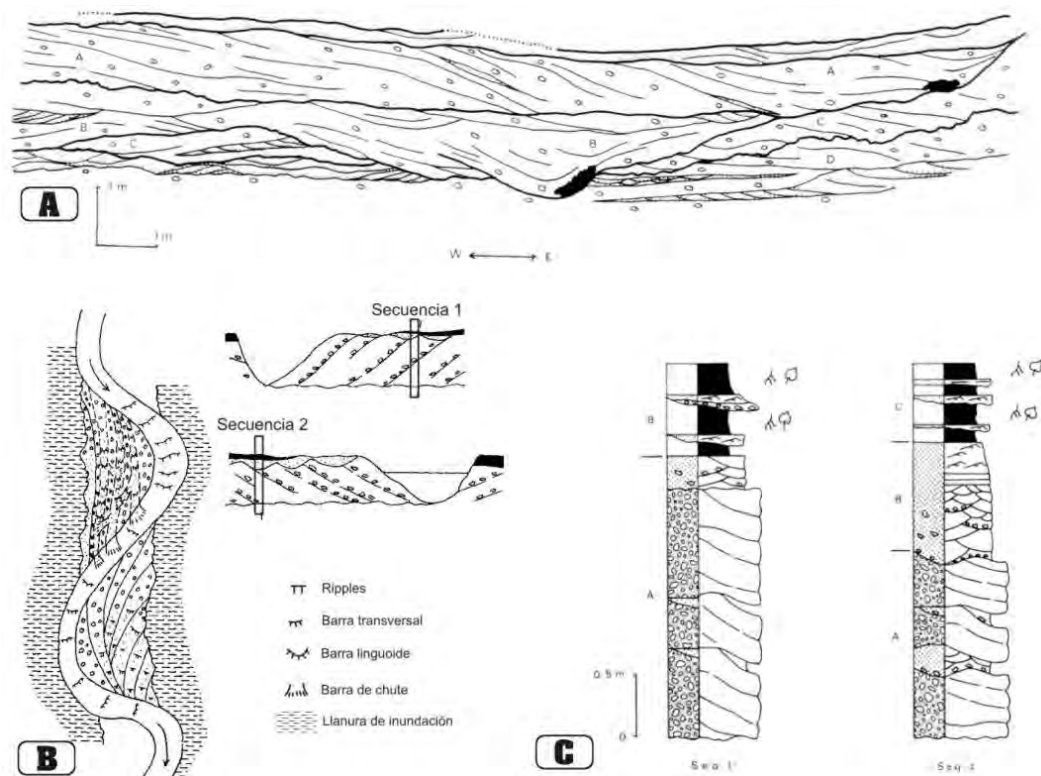 A A
B C B C D
A
1 m
1m
W E
Secuencia 1
Secuencia 2
Ripples
Barra transversal
Barra linguoide
Barra de chute
Llanura de inundación
B
B
A
0.5 m
0
C
C
B
A